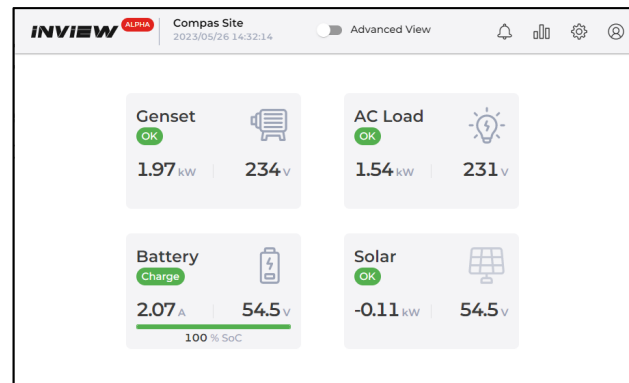 INVIEW ALPHA
Compas Site
2023/05/26 14:32:14
Advanced View
Genset
OK
1.97 kW 234 V
AC Load
OK
1.54 kW 231 V
Battery
Charge
2.07 A 54.5 V
100 % SoC
Solar
OK
-0.11 kW 54.5 V